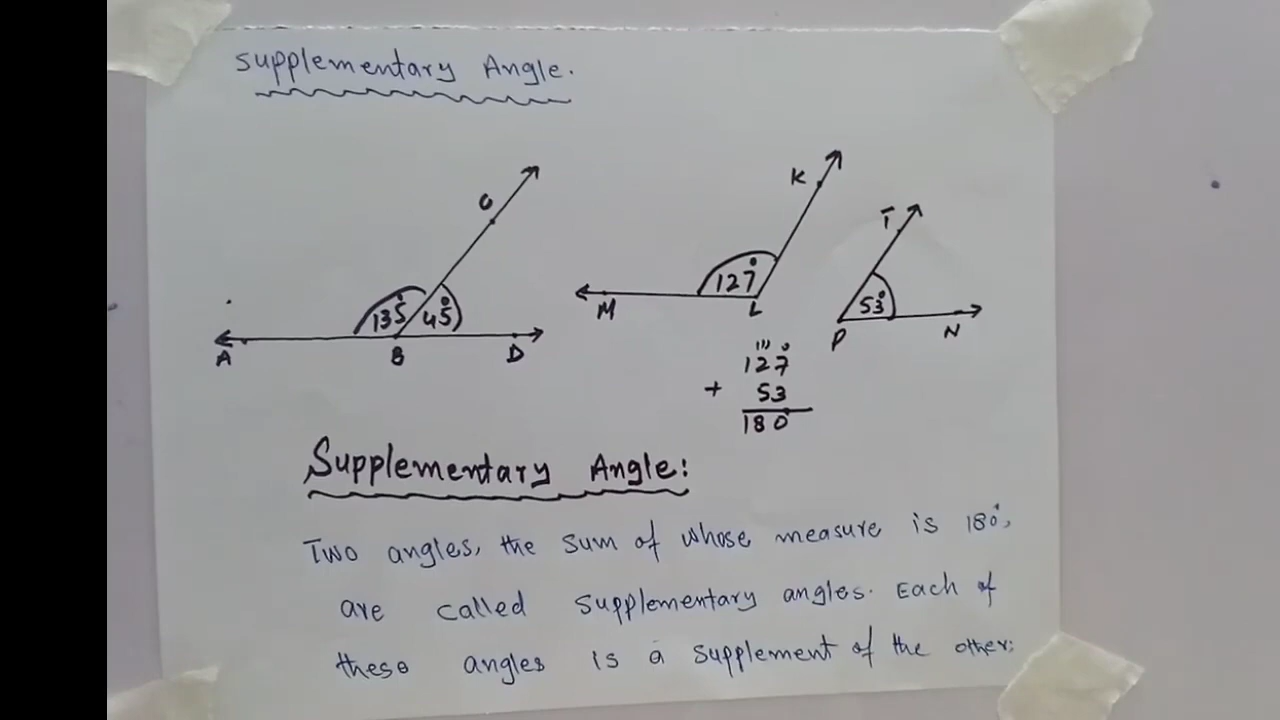 Supplementary Angle.
O
K
T
135° 45°
127°
53°
A B D
M L
P N
127°
+ 53
180
Supplementary Angle:
Two angles, the sum of whose measure is 180°,
are called supplementary angles. Each of
these angles is a supplement of the other;